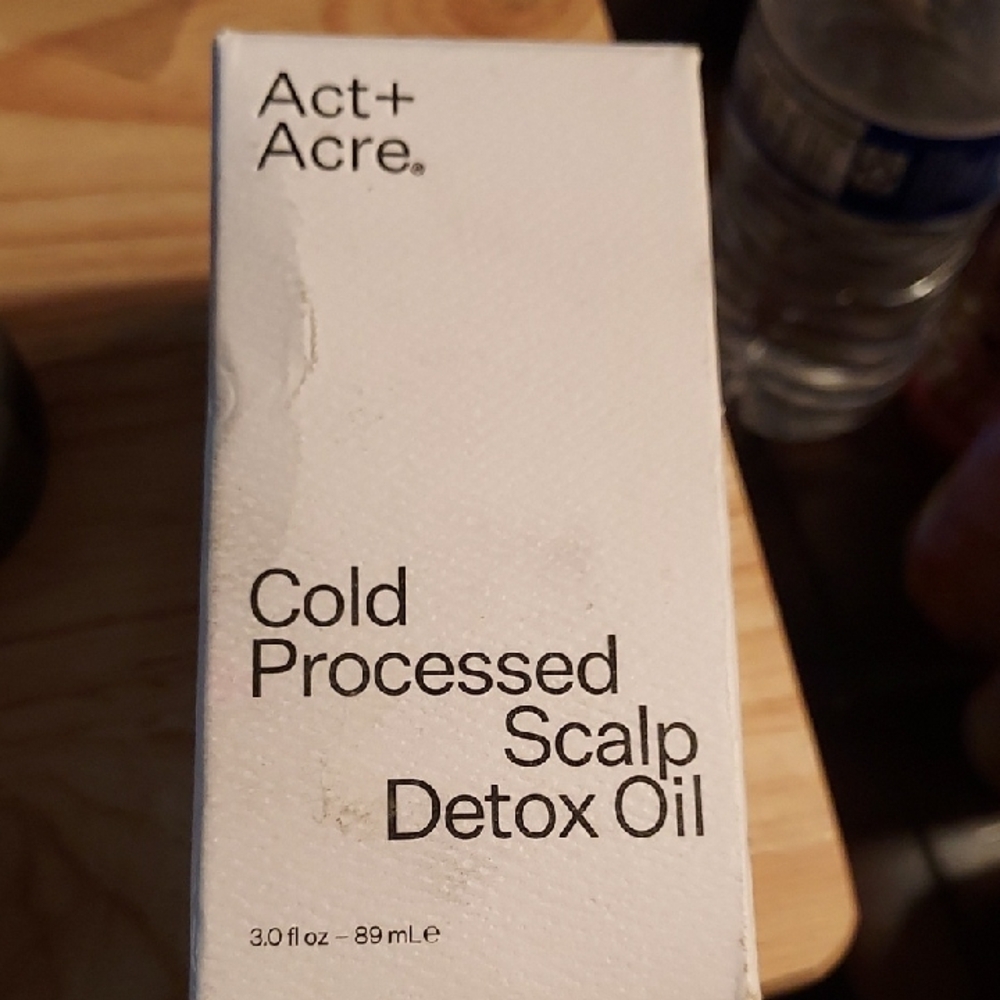 Act+
Acre®
Cold
Processed
Scalp
Detox Oil
3.0 fl oz – 89 mL℮